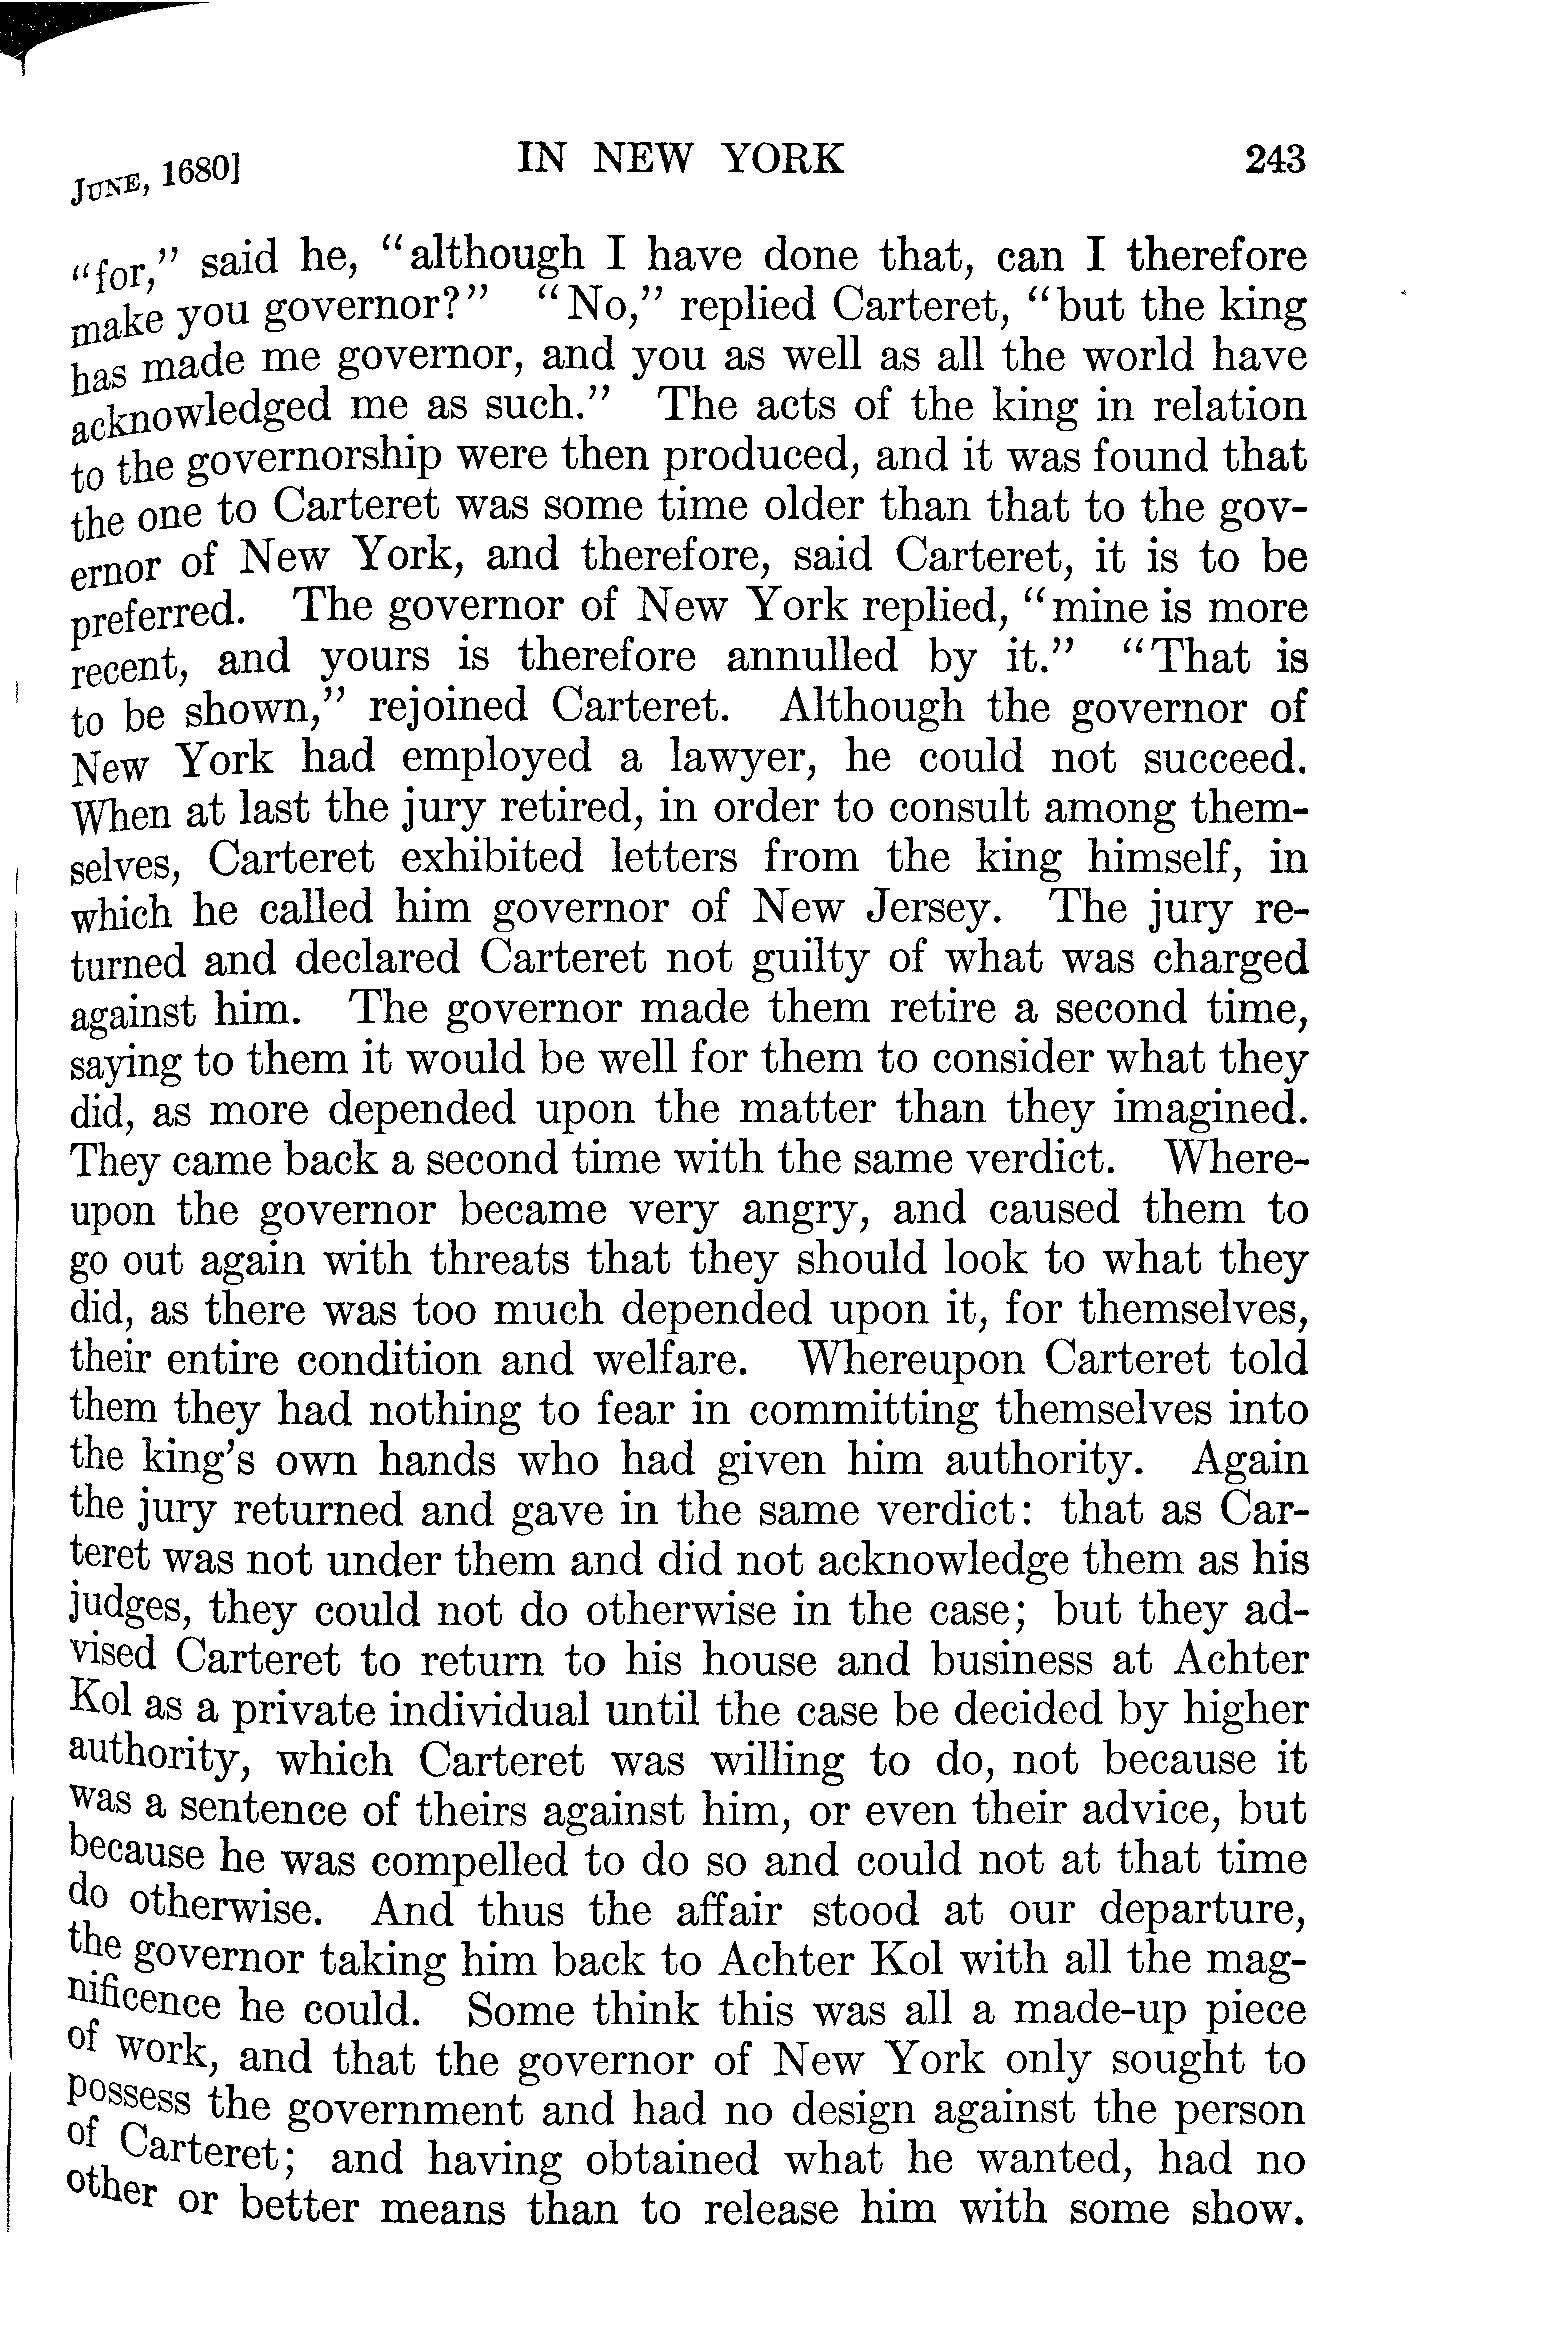 JUNE, 1680] IN NEW YORK 243
“for,” said he, “although I have done that, can I therefore
make you governor?” “No,” replied Carteret, “but the king
has made me governor, and you as well as all the world have
acknowledged me as such.” The acts of the king in relation
to the governorship were then produced, and it was found that
the one to Carteret was some time older than that to the gov-
ernor of New York, and therefore, said Carteret, it is to be
preferred. The governor of New York replied, “mine is more
recent, and yours is therefore annulled by it.” “That is
to be shown,” rejoined Carteret. Although the governor of
New York had employed a lawyer, he could not succeed.
When at last the jury retired, in order to consult among them-
selves, Carteret exhibited letters from the king himself, in
which he called him governor of New Jersey. The jury re-
turned and declared Carteret not guilty of what was charged
against him. The governor made them retire a second time,
saying to them it would be well for them to consider what they
did, as more depended upon the matter than they imagined.
They came back a second time with the same verdict. Where-
upon the governor became very angry, and caused them to
go out again with threats that they should look to what they
did, as there was too much depended upon it, for themselves,
their entire condition and welfare. Whereupon Carteret told
them they had nothing to fear in committing themselves into
the king’s own hands who had given him authority. Again
the jury returned and gave in the same verdict: that as Car-
teret was not under them and did not acknowledge them as his
judges, they could not do otherwise in the case; but they ad-
vised Carteret to return to his house and business at Achter
Kol as a private individual until the case be decided by higher
authority, which Carteret was willing to do, not because it
was a sentence of theirs against him, or even their advice, but
because he was compelled to do so and could not at that time
do otherwise. And thus the affair stood at our departure,
the governor taking him back to Achter Kol with all the mag-
nificence he could. Some think this was all a made-up piece
of work, and that the governor of New York only sought to
possess the government and had no design against the person
of Carteret; and having obtained what he wanted, had no
other or better means than to release him with some show.